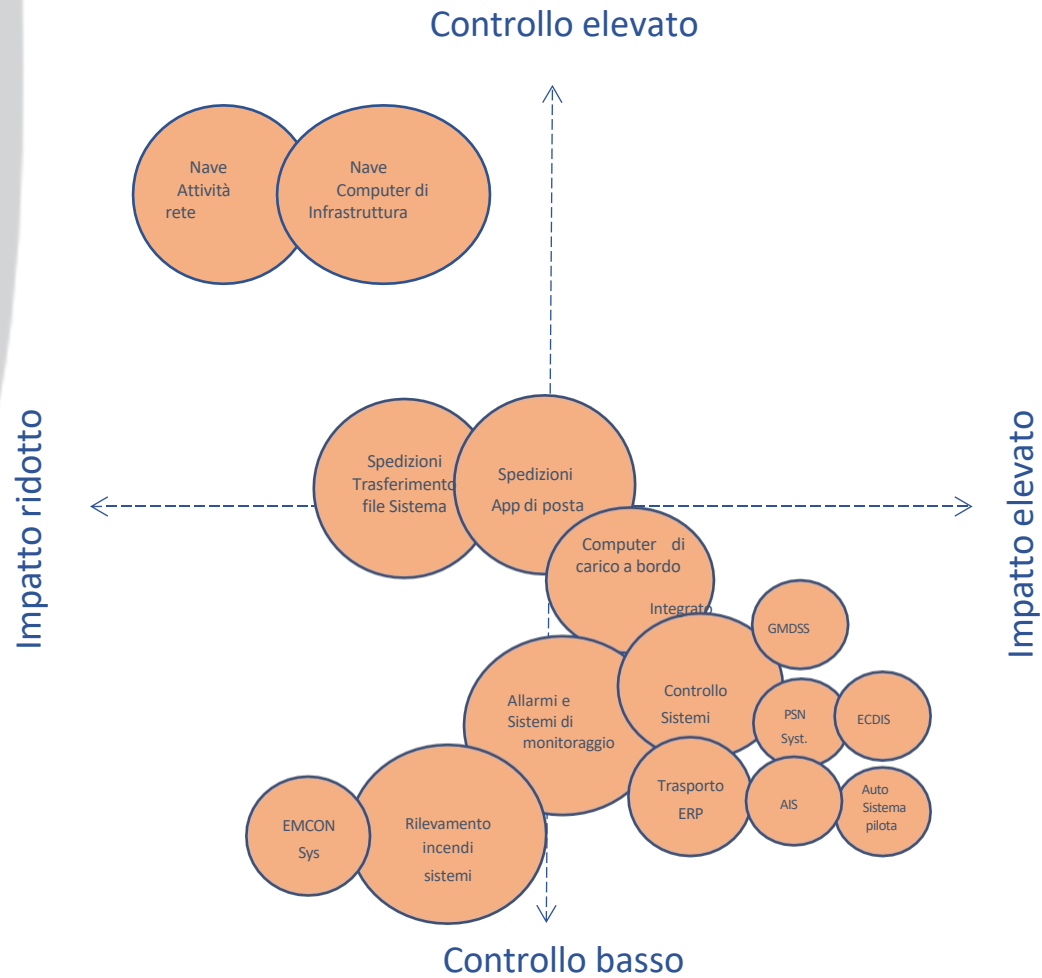 Controllo elevato
Nave
Attività
rete
Nave
Computer di
Infrastruttura
Impatto ridotto
Impatto elevato
Spedizioni
Trasferimento
file Sistema
Spedizioni
App di posta
Computer di
carico a bordo
Integrato
Controllo
Sistemi
GMDSS
PSN
Syst.
ECDIS
Allarmi e
Sistemi di
monitoraggio
Trasporto
ERP
AIS
Auto
Sistema
pilota
EMCON
Sys
Rilevamento
incendi
sistemi
Controllo basso